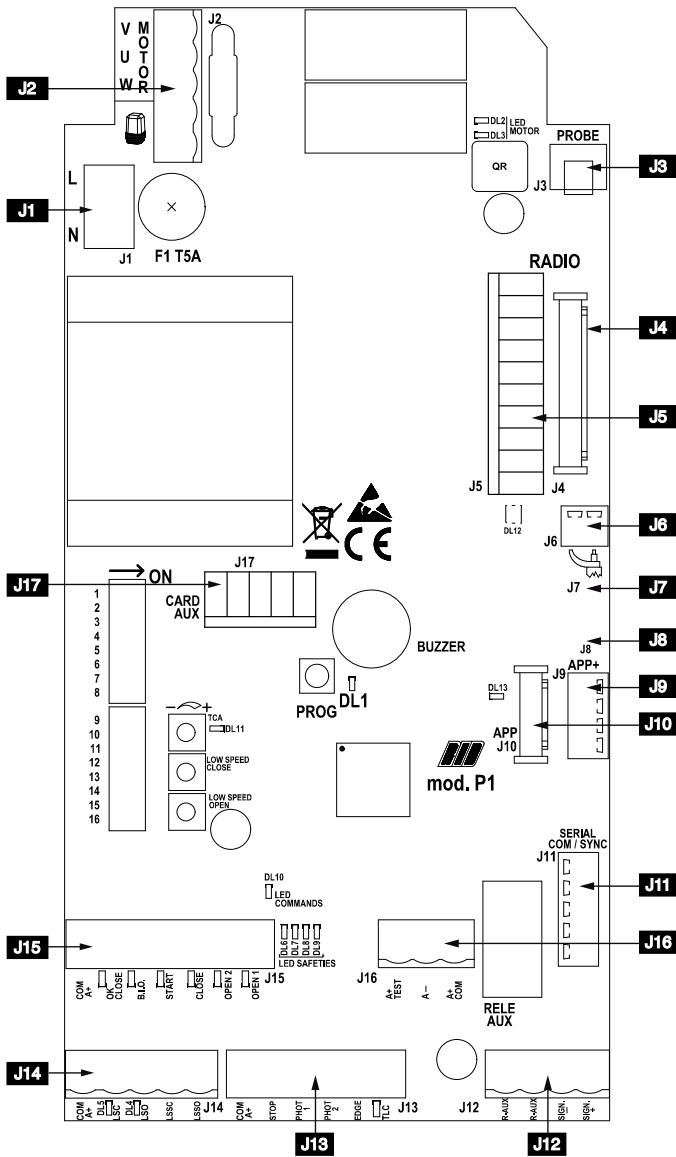 J2
V MOTOR
U
W
J2
DL2
DL3
LED
MOTOR
PROBE
QR
J3
J3
L
N
J1
J1
F1 T5A
RADIO
J4
J5
J5
J4
DL12
J6
J6
J7
J7
J8
J8
J17
J17
CARD
AUX
ON
1
2
3
4
5
6
7
8
9
10
11
12
13
14
15
16
CE
BUZZER
PROG
DL1
− +
TCA
DL11
LOW SPEED
CLOSE
LOW SPEED
OPEN
J9
APP+
J9
DL13
APP
J10
J10
mod. P1
SERIAL
COM / SYNC
J11
J11
DL10
LED
COMMANDS
DL6
DL7
DL8
DL9
LED SAFETIES
J15
J15
COM
A+
OK
CLOSE
B.I.O.
START
CLOSE
OPEN 2
OPEN 1
J16
J16
A+
TEST
A−
A+
COM
RELE
AUX
J14
J14
COM
A+
DL5
LSC
DL4
LSO
LSSC
LSSO
J13
J13
COM
A+
STOP
PHOT
1
PHOT
2
EDGE
TLC
J12
J12
R-AUX
R-AUX
SIGN.
−
SIGN.
+